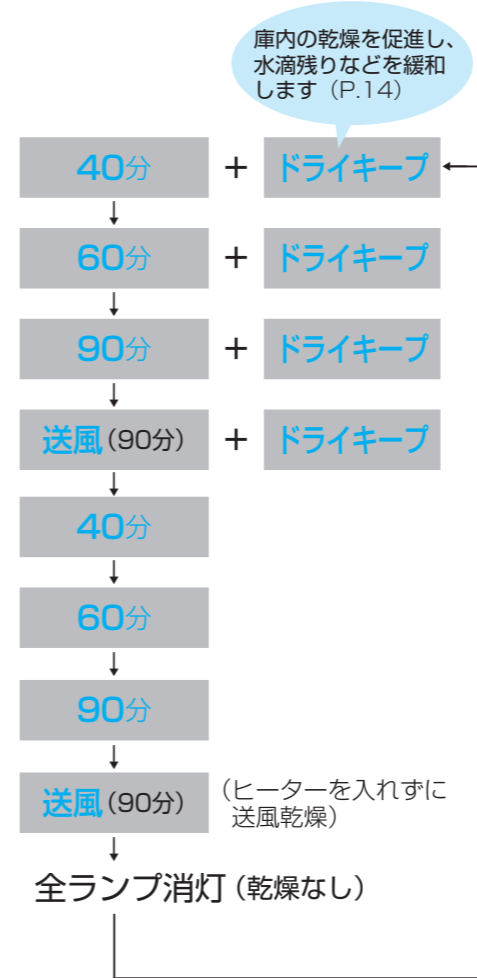 庫内の乾燥を促進し、
水滴残りなどを緩和
します（P.14）
40分 + ドライキープ
60分 + ドライキープ
90分 + ドライキープ
送風（90分） + ドライキープ
40分
60分
90分
送風（90分） （ヒーターを入れずに
送風乾燥）
全ランプ消灯（乾燥なし）